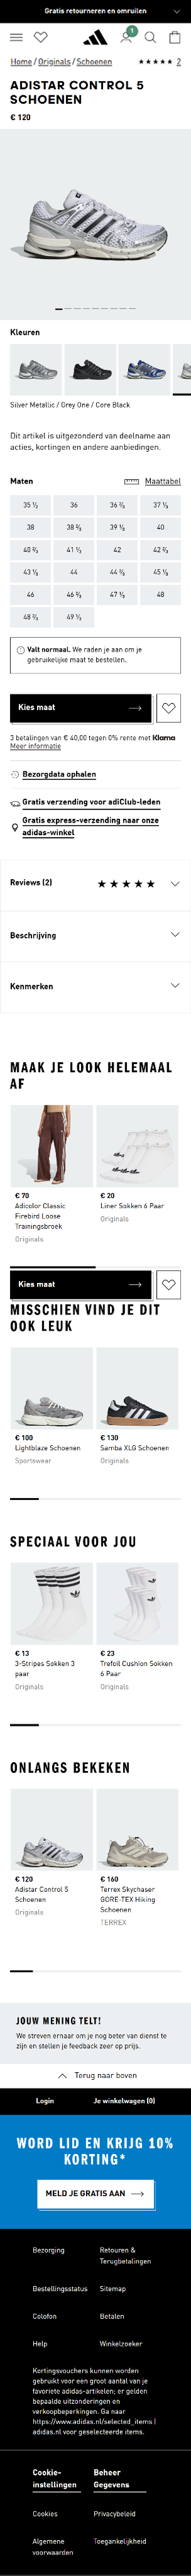 Gratis retourneren en omruilen
1
Home / Originals / Schoenen
★★★★★ 2
ADISTAR CONTROL 5
SCHOENEN
€ 120
Kleuren
Silver Metallic / Grey One / Core Black
Dit artikel is uitgezonderd van deelname aan
acties, kortingen en andere aanbiedingen.
Maten
Maattabel
35 ½ 36 36 ⅔ 37 ⅓
38 38 ⅔ 39 ⅓ 40
40 ⅔ 41 ⅓ 42 42 ⅔
43 ⅓ 44 44 ⅔ 45 ⅓
46 46 ⅔ 47 ⅓ 48
48 ⅔ 49 ⅓
Valt normaal. We raden je aan om je
gebruikelijke maat te bestellen.
Kies maat
3 betalingen van € 40,00 tegen 0% rente met Klarna
Meer informatie
Bezorgdata ophalen
Gratis verzending voor adiClub-leden
Gratis express-verzending naar onze
adidas-winkel
Reviews (2) ★★★★★
Beschrijving
Kenmerken
MAAK JE LOOK HELEMAAL
AF
€ 70
Adicolor Classic
Firebird Loose
Trainingsbroek
Originals
€ 20
Liner Sokken 6 Paar
Originals
Kies maat
MISSCHIEN VIND JE DIT
OOK LEUK
€ 100
Lightblaze Schoenen
Sportswear
€ 130
Samba XLG Schoenen
Originals
SPECIAAL VOOR JOU
€ 13
3-Stripes Sokken 3
paar
Originals
€ 23
Trefoil Cushion Sokken
6 Paar
Originals
ONLANGS BEKEKEN
€ 120
Adistar Control 5
Schoenen
Originals
€ 160
Terrex Skychaser
GORE-TEX Hiking
Schoenen
TERREX
JOUW MENING TELT!
We streven ernaar om je nog beter van dienst te
zijn en stellen je feedback zeer op prijs.
Terug naar boven
Login
Je winkelwagen (0)
WORD LID EN KRIJG 10%
KORTING*
MELD JE GRATIS AAN
Bezorging
Retouren &
Terugbetalingen
Bestellingsstatus
Sitemap
Colofon
Betalen
Help
Winkelzoeker
Kortingsvouchers kunnen worden
gebruikt voor een groot aantal van je
favoriete adidas-artikelen; er gelden
bepaalde uitzonderingen en
verkoopbeperkingen. Ga naar
https://www.adidas.nl/selected_items |
adidas.nl voor geselecteerde items.
Cookie-
instellingen
Beheer
Gegevens
Cookies
Privacybeleid
Algemene
voorwaarden
Toegankelijkheid